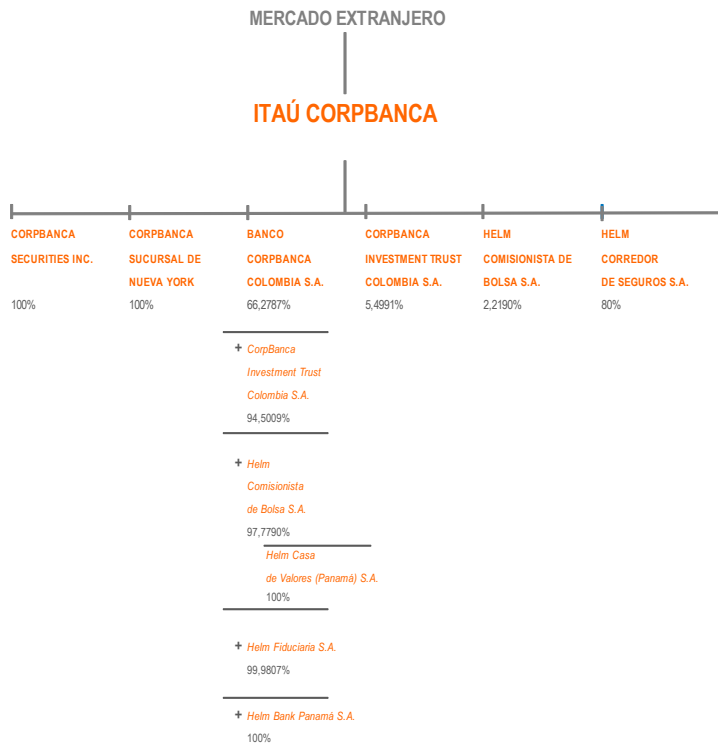 MERCADO EXTRANJERO
ITAÚ CORPBANCA
CORPBANCA
SECURITIES INC.
100%
CORPBANCA
SUCURSAL DE
NUEVA YORK
100%
BANCO
CORPBANCA
COLOMBIA S.A.
66,2787%
CORPBANCA
INVESTMENT TRUST
COLOMBIA S.A.
5,4991%
HELM
COMISIONISTA DE
BOLSA S.A.
2,2190%
HELM
CORREDOR
DE SEGUROS S.A.
80%
+ CorpBanca
Investment Trust
Colombia S.A.
94,5009%
+ Helm
Comisionista
de Bolsa S.A.
97,7790%
Helm Casa
de Valores (Panamá) S.A.
100%
+ Helm Fiduciaria S.A.
99,9807%
+ Helm Bank Panamá S.A.
100%